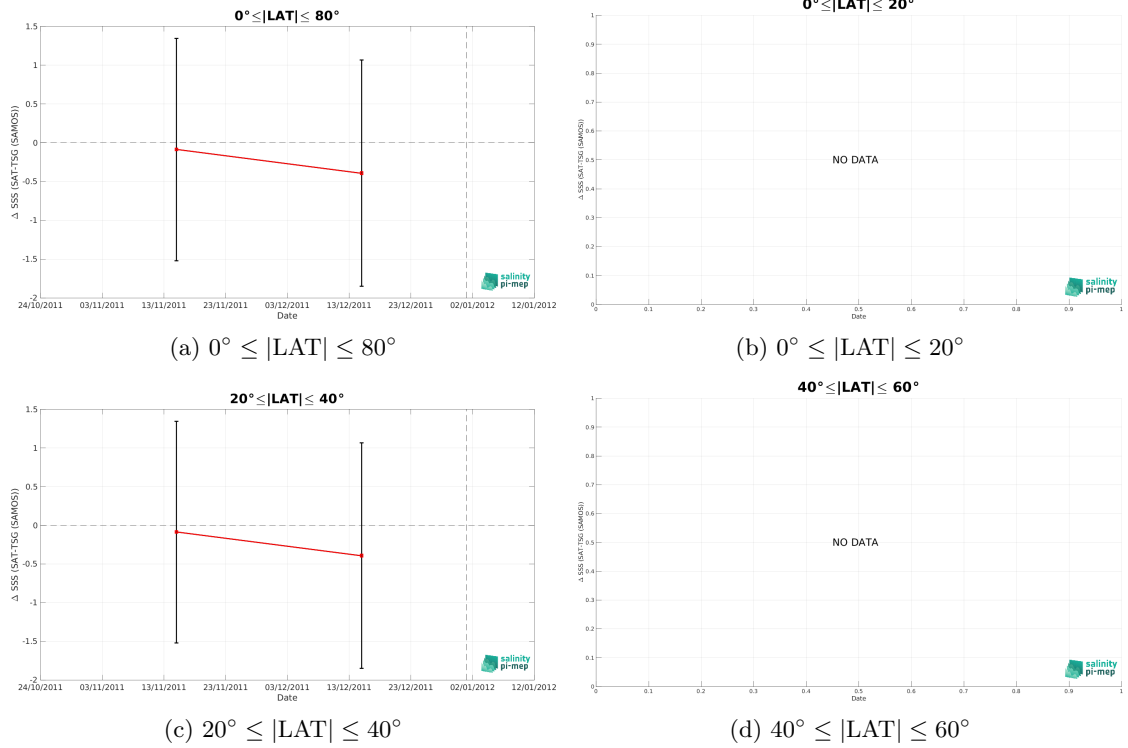 0°≤|LAT|≤ 80°
1.5
1
0.5
0
-0.5
-1
-1.5
-2
Δ SSS (SAT-TSG (SAMOS))
24/10/2011 03/11/2011 13/11/2011 23/11/2011 03/12/2011 13/12/2011 23/12/2011 02/01/2012 12/01/2012
Date
salinity
pi-mep
(a) 0° ≤ |LAT| ≤ 80°
0°≤|LAT|≤ 20°
1
0.9
0.8
0.7
0.6
0.5
0.4
0.3
0.2
0.1
0
Δ SSS (SAT-TSG (SAMOS))
NO DATA
0 0.1 0.2 0.3 0.4 0.5 0.6 0.7 0.8 0.9 1
Date
salinity
pi-mep
(b) 0° ≤ |LAT| ≤ 20°
20°≤|LAT|≤ 40°
1.5
1
0.5
0
-0.5
-1
-1.5
-2
Δ SSS (SAT-TSG (SAMOS))
24/10/2011 03/11/2011 13/11/2011 23/11/2011 03/12/2011 13/12/2011 23/12/2011 02/01/2012 12/01/2012
Date
salinity
pi-mep
(c) 20° ≤ |LAT| ≤ 40°
40°≤|LAT|≤ 60°
1
0.9
0.8
0.7
0.6
0.5
0.4
0.3
0.2
0.1
0
Δ SSS (SAT-TSG (SAMOS))
NO DATA
0 0.1 0.2 0.3 0.4 0.5 0.6 0.7 0.8 0.9 1
Date
salinity
pi-mep
(d) 40° ≤ |LAT| ≤ 60°